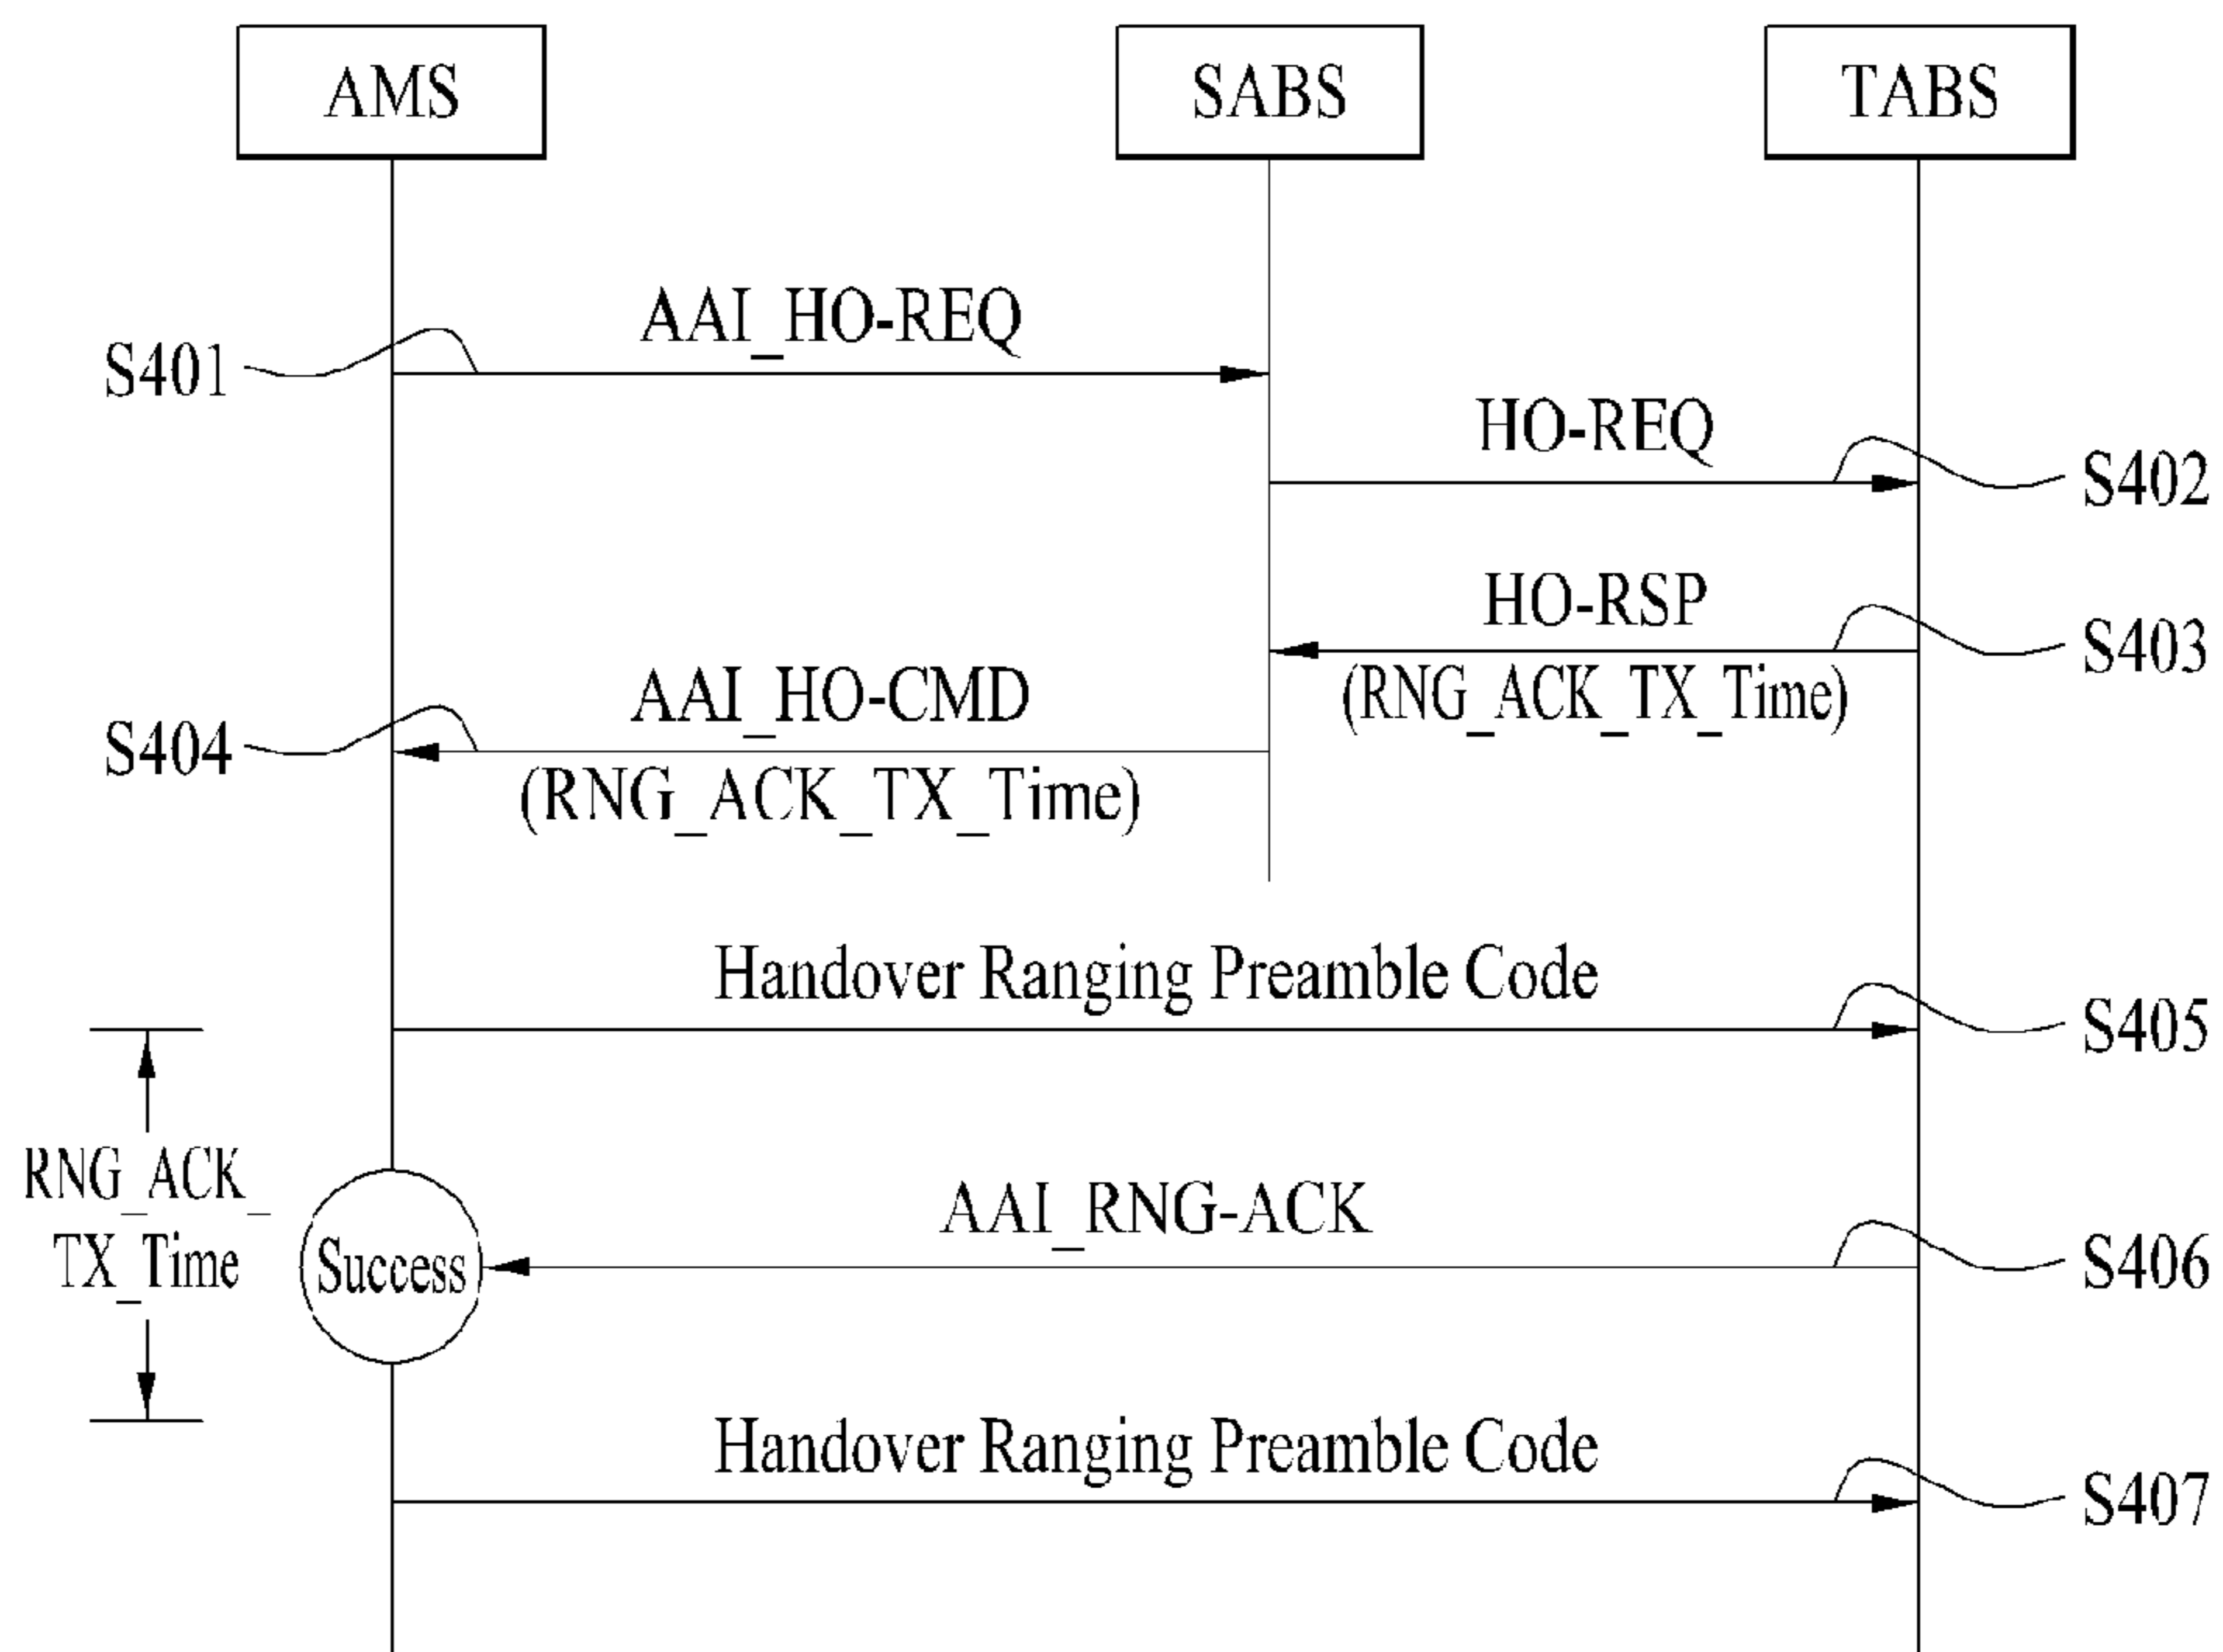 AMS
SABS
TABS
AAI_HO-REQ
S401
HO-REQ
S402
HO-RSP
S403
(RNG_ACK_TX_Time)
AAI_HO-CMD
S404
(RNG_ACK_TX_Time)
Handover Ranging Preamble Code
S405
RNG_ACK_
TX_Time
AAI_RNG-ACK
Success
S406
Handover Ranging Preamble Code
S407